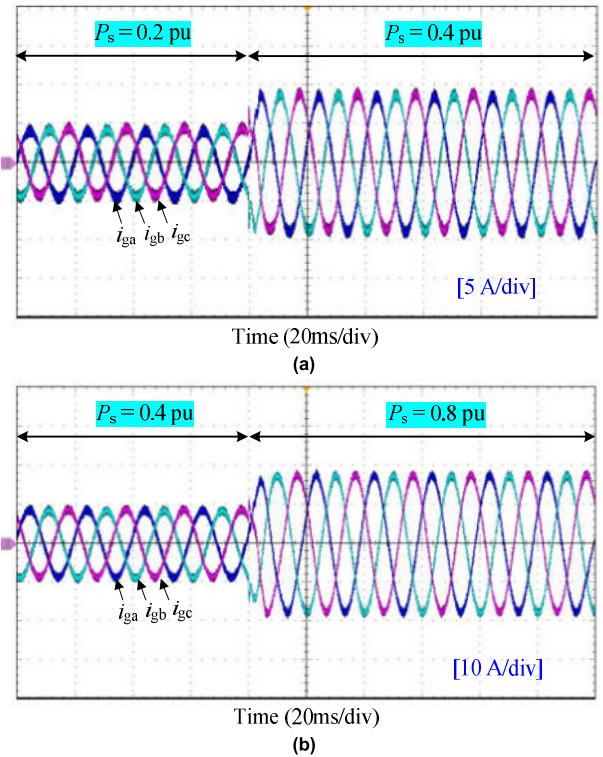 Ps = 0.2 pu Ps = 0.4 pu
iga igb igc
[5 A/div]
Time (20ms/div)
(a)
Ps = 0.4 pu Ps = 0.8 pu
iga igb igc
[10 A/div]
Time (20ms/div)
(b)